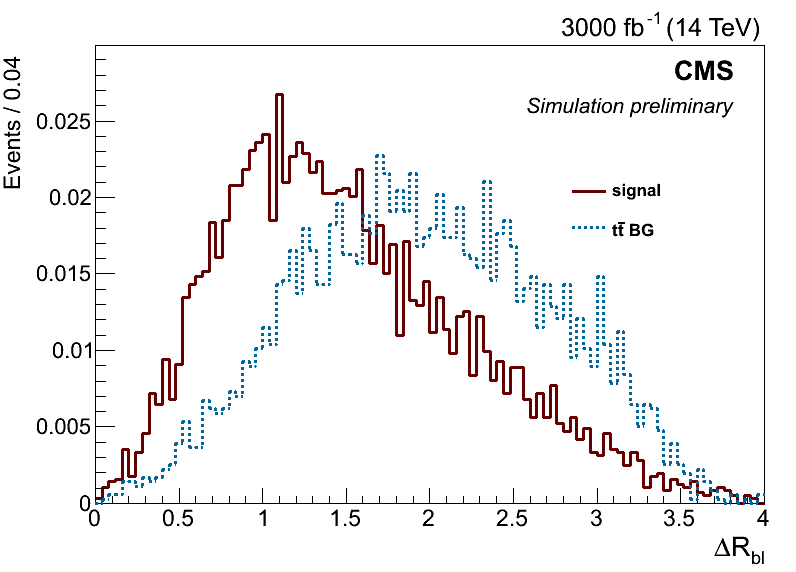 3000 fb⁻¹ (14 TeV)
CMS
Simulation preliminary
Events / 0.04
signal
tt̄ BG
0.025
0.02
0.015
0.01
0.005
0
0 0.5 1 1.5 2 2.5 3 3.5 4
ΔR_bl